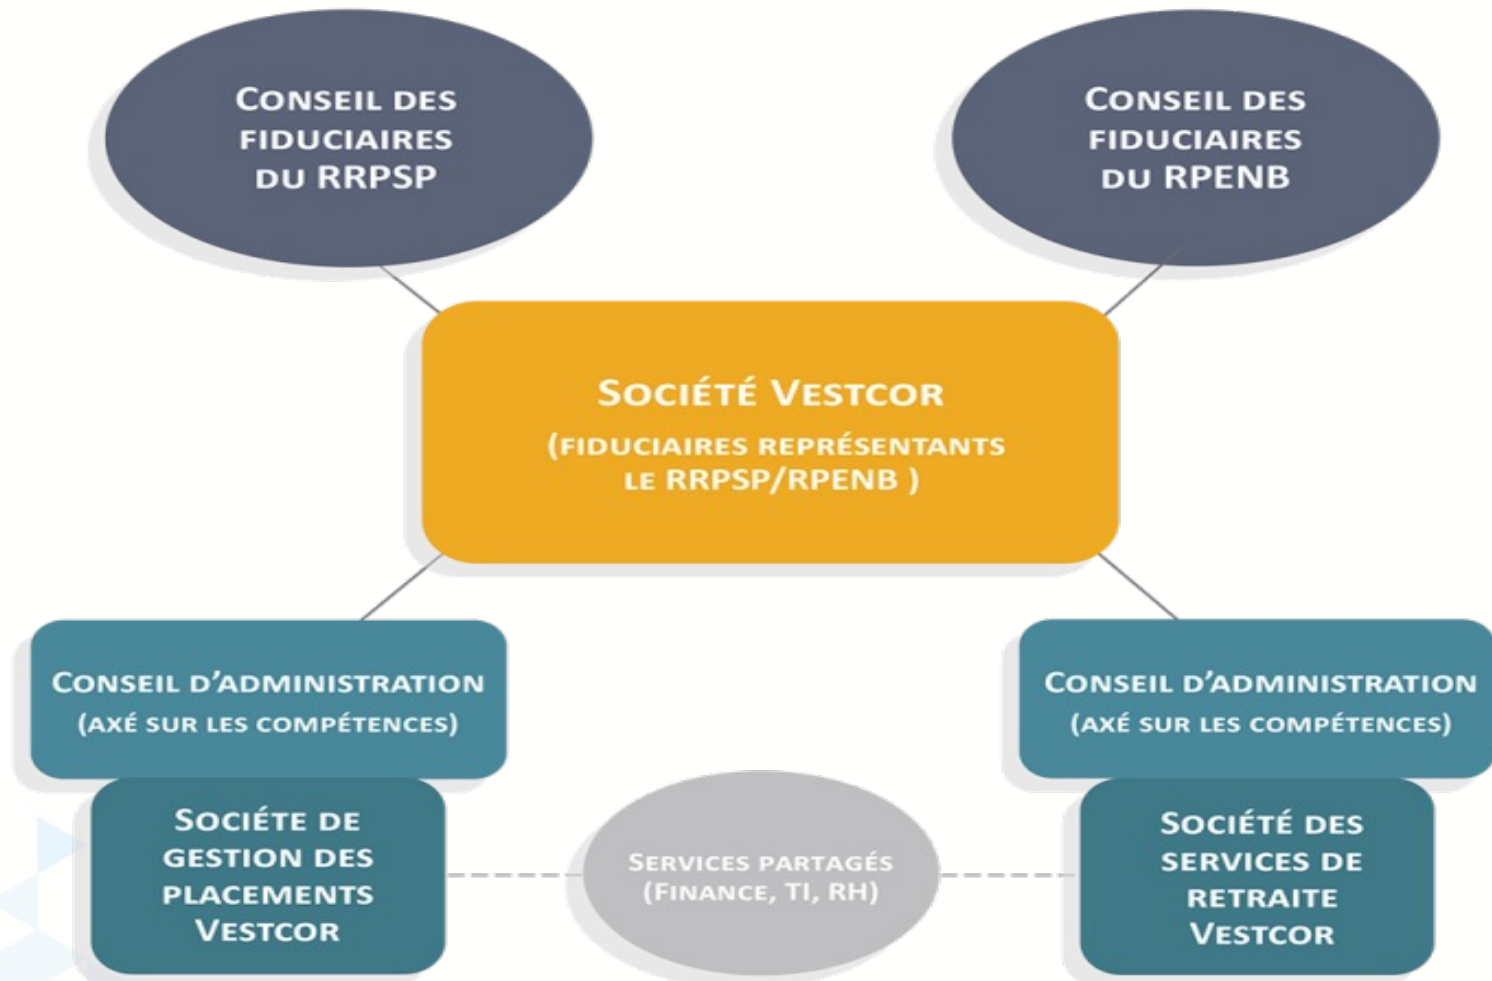 CONSEIL DES
FIDUCIAIRES
DU RRPSP
CONSEIL DES
FIDUCIAIRES
DU RPENB
SOCIÉTÉ VESTCOR
(FIDUCIAIRES REPRÉSENTANTS
LE RRPSP/RPENB )
CONSEIL D’ADMINISTRATION
(AXÉ SUR LES COMPÉTENCES)
CONSEIL D’ADMINISTRATION
(AXÉ SUR LES COMPÉTENCES)
SOCIÉTE DE
GESTION DES
PLACEMENTS
VESTCOR
SERVICES PARTAGÉS
(FINANCE, TI, RH)
SOCIÉTÉ DES
SERVICES DE
RETRAITE
VESTCOR